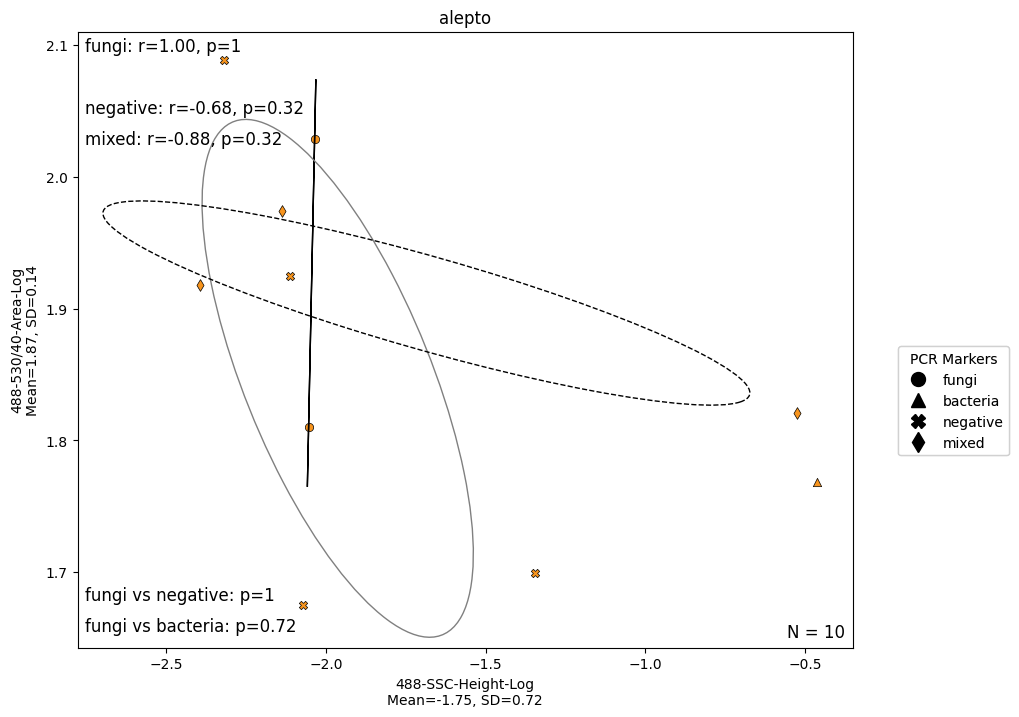 alepto
fungi: r=1.00, p=1
negative: r=-0.68, p=0.32
mixed: r=-0.88, p=0.32
2.1
2.0
1.9
1.8
1.7
488-530/40-Area-Log
Mean=1.87, SD=0.14
PCR Markers
fungi
bacteria
negative
mixed
fungi vs negative: p=1
fungi vs bacteria: p=0.72
N = 10
−2.5
−2.0
−1.5
−1.0
−0.5
488-SSC-Height-Log
Mean=-1.75, SD=0.72